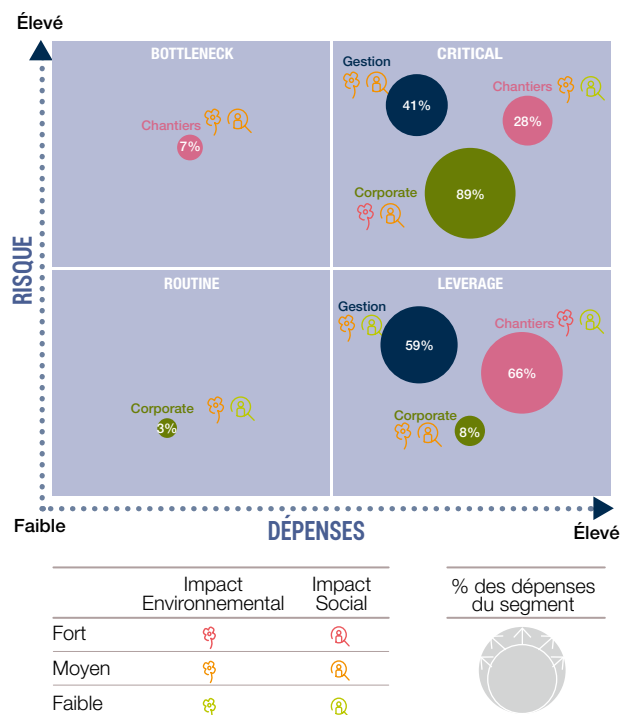 Élevé
BOTTLENECK
CRITICAL
Gestion
41%
Chantiers
28%
Chantiers
7%
Corporate
89%
RISQUE
ROUTINE
LEVERAGE
Gestion
59%
Chantiers
66%
Corporate
3%
Corporate
8%
Faible
DÉPENSES
Élevé
Impact Environnemental
Impact Social
% des dépenses du segment
Fort
Moyen
Faible